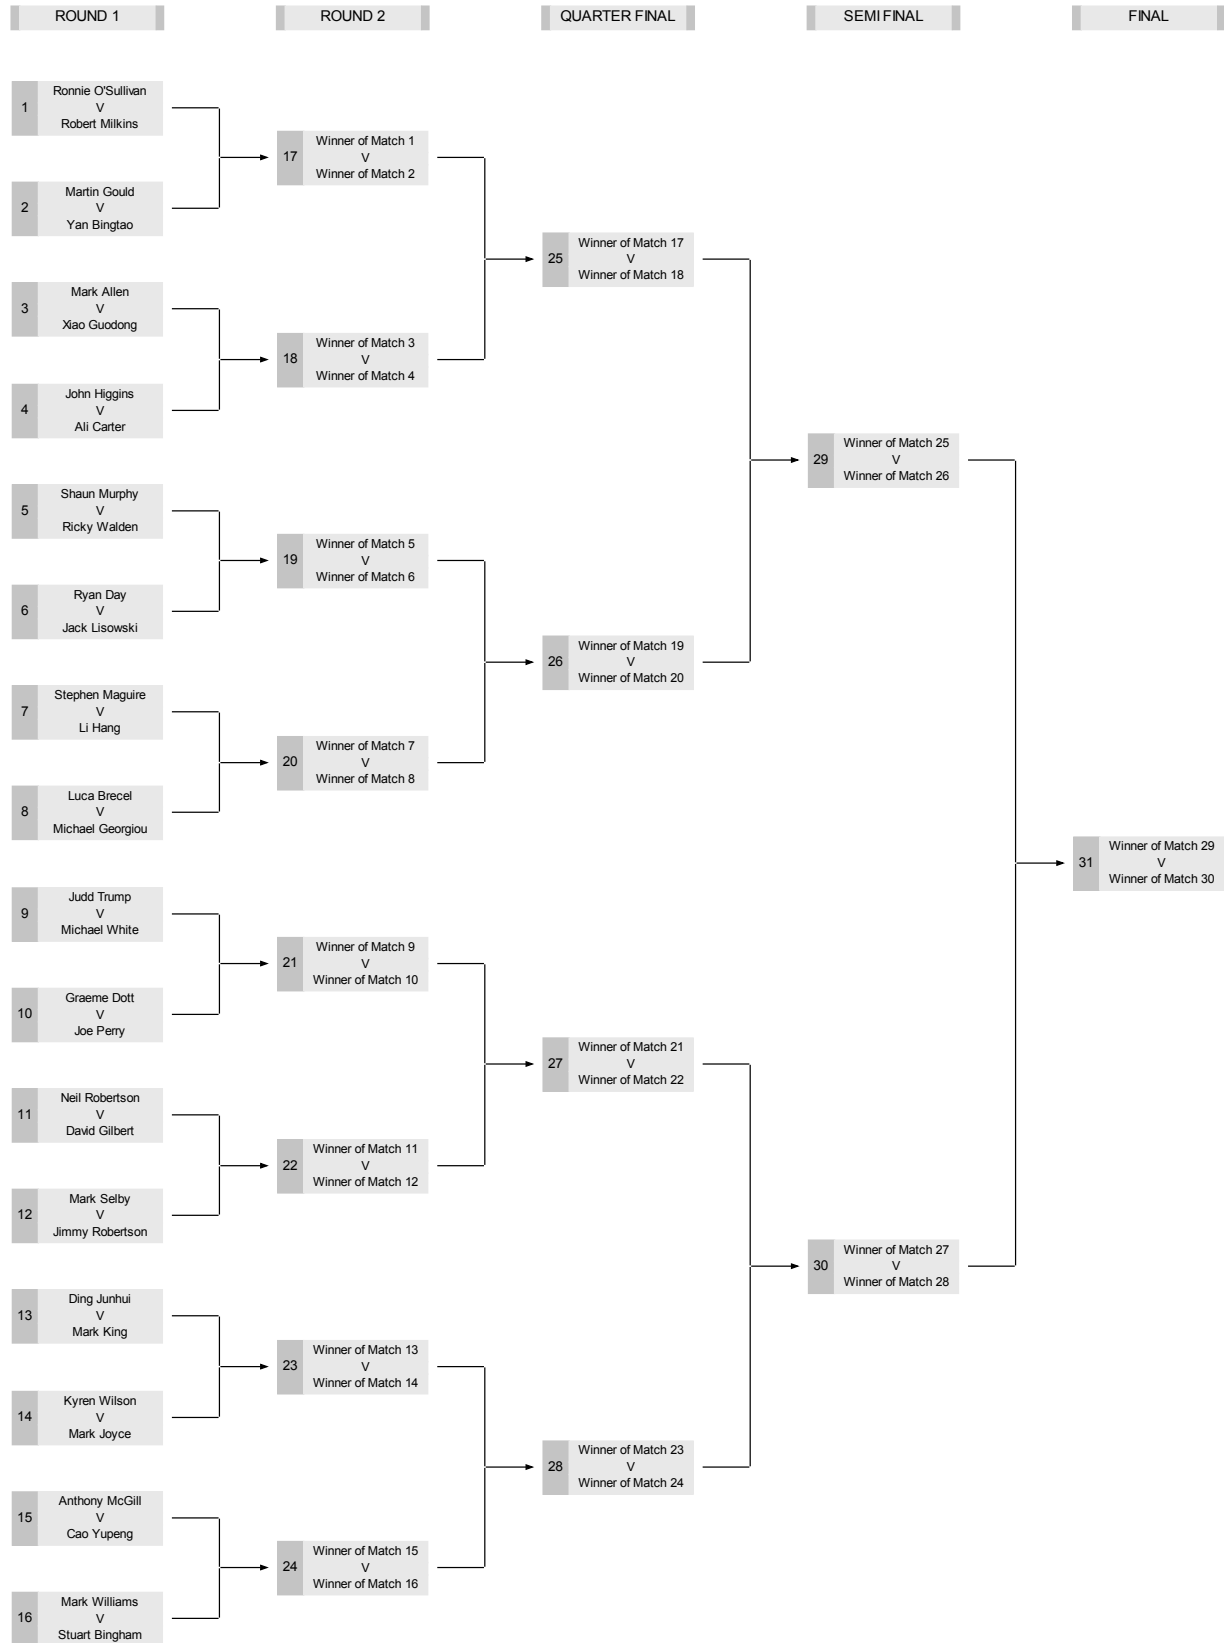 ROUND 1
ROUND 2
QUARTER FINAL
SEMI FINAL
FINAL
1
Ronnie O'Sullivan
V
Robert Milkins
2
Martin Gould
V
Yan Bingtao
3
Mark Allen
V
Xiao Guodong
4
John Higgins
V
Ali Carter
5
Shaun Murphy
V
Ricky Walden
6
Ryan Day
V
Jack Lisowski
7
Stephen Maguire
V
Li Hang
8
Luca Brecel
V
Michael Georgiou
9
Judd Trump
V
Michael White
10
Graeme Dott
V
Joe Perry
11
Neil Robertson
V
David Gilbert
12
Mark Selby
V
Jimmy Robertson
13
Ding Junhui
V
Mark King
14
Kyren Wilson
V
Mark Joyce
15
Anthony McGill
V
Cao Yupeng
16
Mark Williams
V
Stuart Bingham
17
Winner of Match 1
V
Winner of Match 2
18
Winner of Match 3
V
Winner of Match 4
19
Winner of Match 5
V
Winner of Match 6
20
Winner of Match 7
V
Winner of Match 8
21
Winner of Match 9
V
Winner of Match 10
22
Winner of Match 11
V
Winner of Match 12
23
Winner of Match 13
V
Winner of Match 14
24
Winner of Match 15
V
Winner of Match 16
25
Winner of Match 17
V
Winner of Match 18
26
Winner of Match 19
V
Winner of Match 20
27
Winner of Match 21
V
Winner of Match 22
28
Winner of Match 23
V
Winner of Match 24
29
Winner of Match 25
V
Winner of Match 26
30
Winner of Match 27
V
Winner of Match 28
31
Winner of Match 29
V
Winner of Match 30